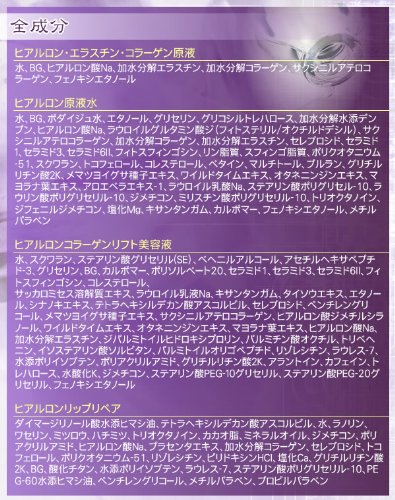 全成分
ヒアルロン・エラスチン・コラーゲン原液
水、BG、ヒアルロン酸Na、加水分解エラスチン、加水分解コラーゲン、サクシニルアテロコ
ラーゲン、フェノキシエタノール
ヒアルロン原液水
水、BG、ボダイジュ水、エタノール、グリセリン、グリコシルトレハロース、加水分解水添デン
プン、ヒアルロン酸Na、ラウロイルグルタミン酸ジ(フィトステリル/オクチルドデシル)、サク
シニルアテロコラーゲン、加水分解コラーゲン、加水分解エラスチン、セレブロシド、セラミド
1、セラミド3、セラミド6Ⅱ、フィトスフィンゴシン、リン脂質、スフィンゴ脂質、ポリクオタニウム
-51、スクワラン、トコフェロール、コレステロール、ベタイン、マルチトール、プルラン、グリチル
リチン酸2K、メマツヨイグサ種子エキス、ワイルドタイムエキス、オタネニンジンエキス、マ
ヨラナ葉エキス、アロエベラエキス-1、ラウロイル乳酸Na、ステアリン酸ポリグリセル-10、ラ
ウリン酸ポリグリセリル-10、ジメチコン、ミリスチン酸ポリグリセリル-10、トリオクタノイン、
ジフェニルジメチコン、塩化Mg、キサンタンガム、カルボマー、フェノキシエタノール、メチル
パラベン
ヒアルロンコラーゲンリフト美容液
水、スクワラン、ステアリン酸グリセリル(SE)、ベヘニルアルコール、アセチルヘキサペプチ
ド-3、グリセリン、BG、カルボマー、ポリソルベート20、セラミド1、セラミド3、セラミド6Ⅱ、フィ
トスフィンゴシン、コレステロール、
サッカロミセス溶解質エキス、ラウロイル乳液Na、キサンタンガム、タイソウエキス、エタノー
ル、シナノキエキス、テトラヘキシルデカン酸アスコルビル、セレブロシド、ペンチレングリ
コール、メマツヨイグサ種子エキス、サクシニルアテロコラーゲン、ヒアルロン酸ジメチルシラ
ノール、ワイルドタイムエキス、オタネニンジンエキス、マヨラナ葉エキス、ヒアルロン酸Na、
加水分解エラスチン、ジパルミトイルヒドロキシプロリン、パルミチン酸オクチル、トリベヘ
ニン、イソステアリン酸ソルビタン、パルミトイルオリゴペプチド、リゾレシチン、ラウレス-7、
水添ポリイソブテン、ポリアクリルアミド、グリチルリチン酸2K、アラントイン、カフェイン、ト
レハロース、水酸化K、ジメチコン、ステアリン酸PEG-10グリセリル、ステアリン酸PEG-20グ
リセリル、フェノキシエタノール
ヒアルロンリップリペア
ダイマージリノール酸水添ヒマシ油、テトラヘキシルデカン酸アスコルビル、水、ラノリン、
ワセリン、ミツロウ、ハチミツ、トリオクタノイン、カカオ脂、ミネラルオイル、ジメチコン、ポリ
アクリルアミド、ヒアルロン酸Na、プラセンタエキス、加水分解コラーゲン、セレブロシド、トコ
フェロール、ポリクオタニウム-51、リゾレシチン、ピリドキシンHCl、塩化Ca、グリチルリチン酸
2K、BG、酸化チタン、水添ポリイソブテン、ラウレス-7、ステアリン酸ポリグリセリル-10、PE
G-60水添ヒマシ油、ペンチレングリコール、メチルパラベン、プロピルパラベン